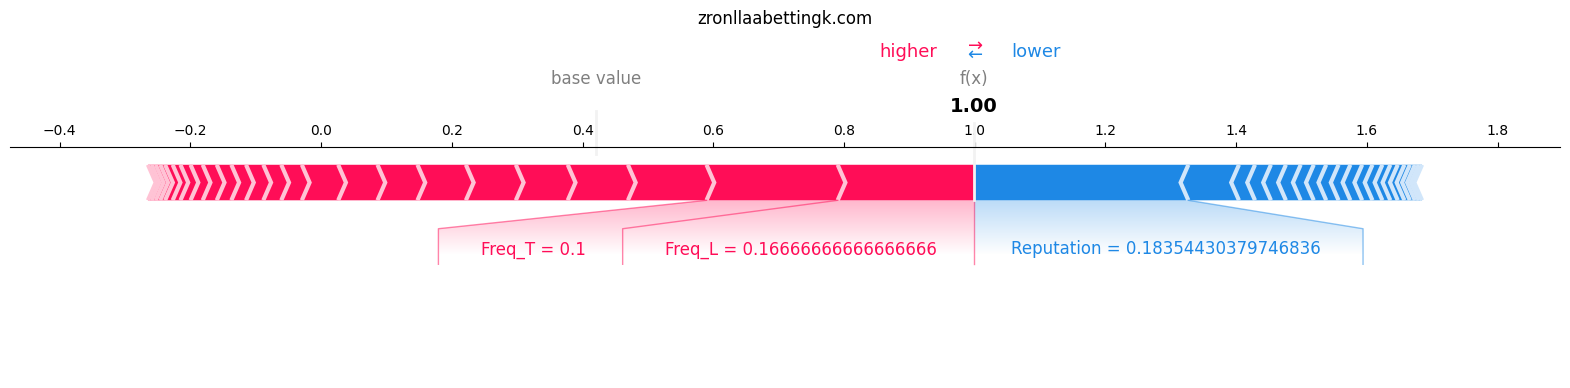 zronllaabettingk.com
higher → ← lower
base value f(x)
1.00
−0.4 −0.2 0.0 0.2 0.4 0.6 0.8 1.0 1.2 1.4 1.6 1.8
Freq_T = 0.1 Freq_L = 0.16666666666666666 Reputation = 0.18354430379746836